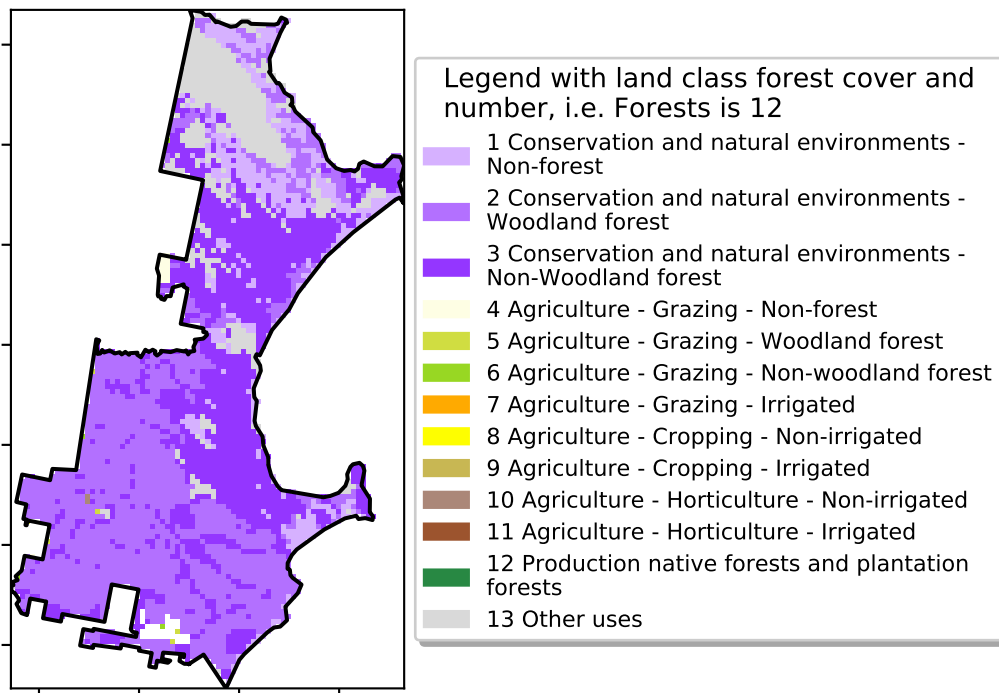 Legend with land class forest cover and
number, i.e. Forests is 12
1 Conservation and natural environments -
Non-forest
2 Conservation and natural environments -
Woodland forest
3 Conservation and natural environments -
Non-Woodland forest
4 Agriculture - Grazing - Non-forest
5 Agriculture - Grazing - Woodland forest
6 Agriculture - Grazing - Non-woodland forest
7 Agriculture - Grazing - Irrigated
8 Agriculture - Cropping - Non-irrigated
9 Agriculture - Cropping - Irrigated
10 Agriculture - Horticulture - Non-irrigated
11 Agriculture - Horticulture - Irrigated
12 Production native forests and plantation
forests
13 Other uses